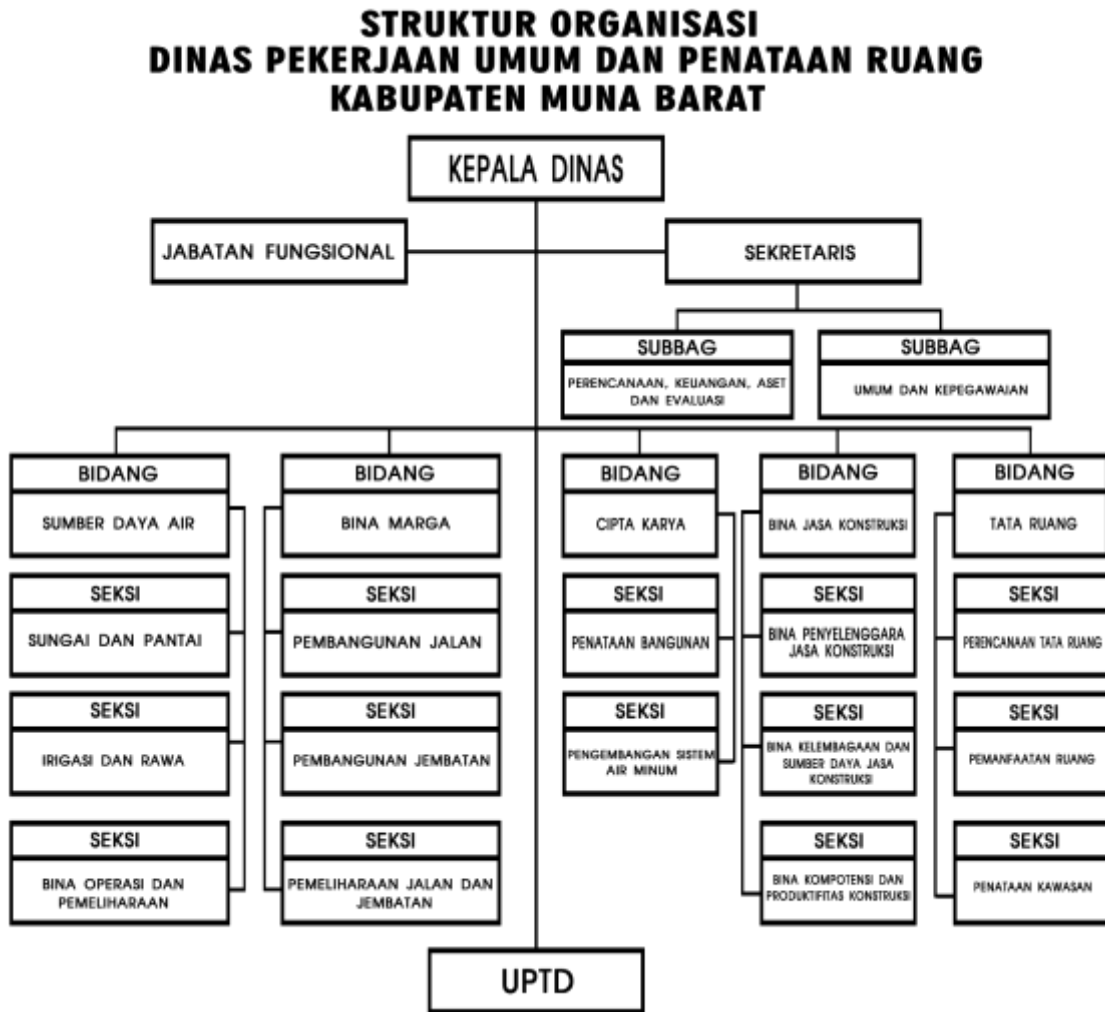 STRUKTUR ORGANISASI
DINAS PEKERJAAN UMUM DAN PENATAAN RUANG
KABUPATEN MUNA BARAT
KEPALA DINAS
JABATAN FUNGSIONAL
SEKRETARIS
SUBBAG
PERENCANAAN, KEUANGAN, ASET
DAN EVALUASI
SUBBAG
UMUM DAN KEPEGAWAIAN
BIDANG
SUMBER DAYA AIR
SEKSI
SUNGAI DAN PANTAI
SEKSI
IRIGASI DAN RAWA
SEKSI
BINA OPERASI DAN
PEMELIHARAAN
BIDANG
BINA MARGA
SEKSI
PEMBANGUNAN JALAN
SEKSI
PEMBANGUNAN JEMBATAN
SEKSI
PEMELIHARAAN JALAN DAN
JEMBATAN
BIDANG
CIPTA KARYA
SEKSI
PENATAAN BANGUNAN
SEKSI
PENGEMBANGAN SISTEM
AIR MINUM
BIDANG
BINA JASA KONSTRUKSI
SEKSI
BINA PENYELENGGARA
JASA KONSTRUKSI
SEKSI
BINA KELEMBAGAAN DAN
SUMBER DAYA JASA
KONSTRUKSI
SEKSI
BINA KOMPOTENSI DAN
PRODUKTIFITAS KONSTRUKSI
BIDANG
TATA RUANG
SEKSI
PERENCANAAN TATA RUANG
SEKSI
PEMANFAATAN RUANG
SEKSI
PENATAAN KAWASAN
UPTD